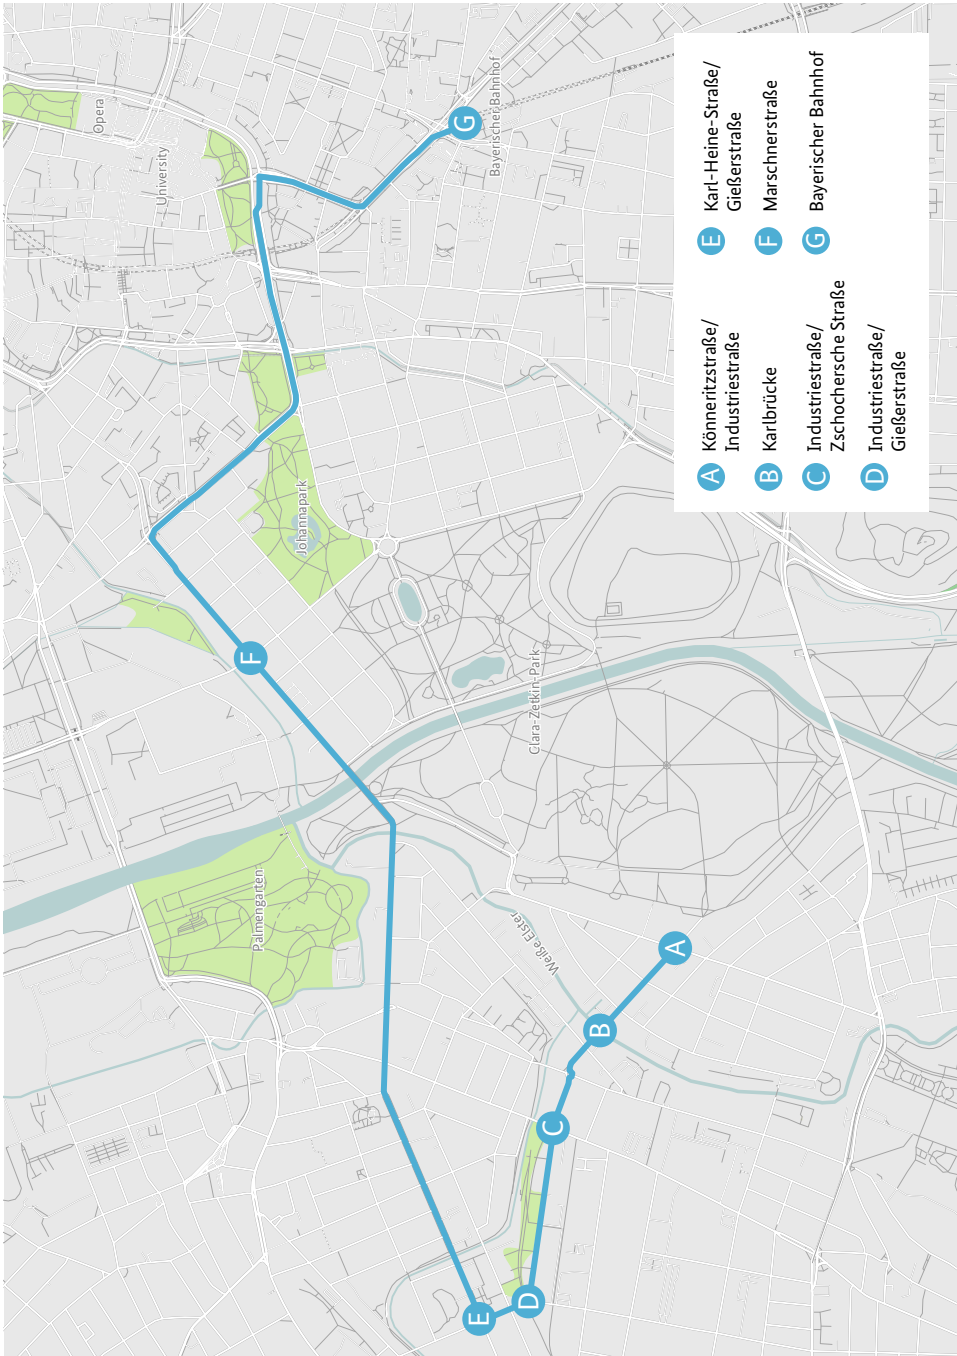 Opera
University
Bayerischer Bahnhof
Johannapark
Clara-Zetkin-Park
Palmengarten
Weiße Elster
A
B
C
D
E
F
G
A Könneritzstraße/
Industriestraße
B Karlbrücke
C Industriestraße/
Zschochersche Straße
D Industriestraße/
Gießerstraße
E Karl-Heine-Straße/
Gießerstraße
F Marschnerstraße
G Bayerischer Bahnhof